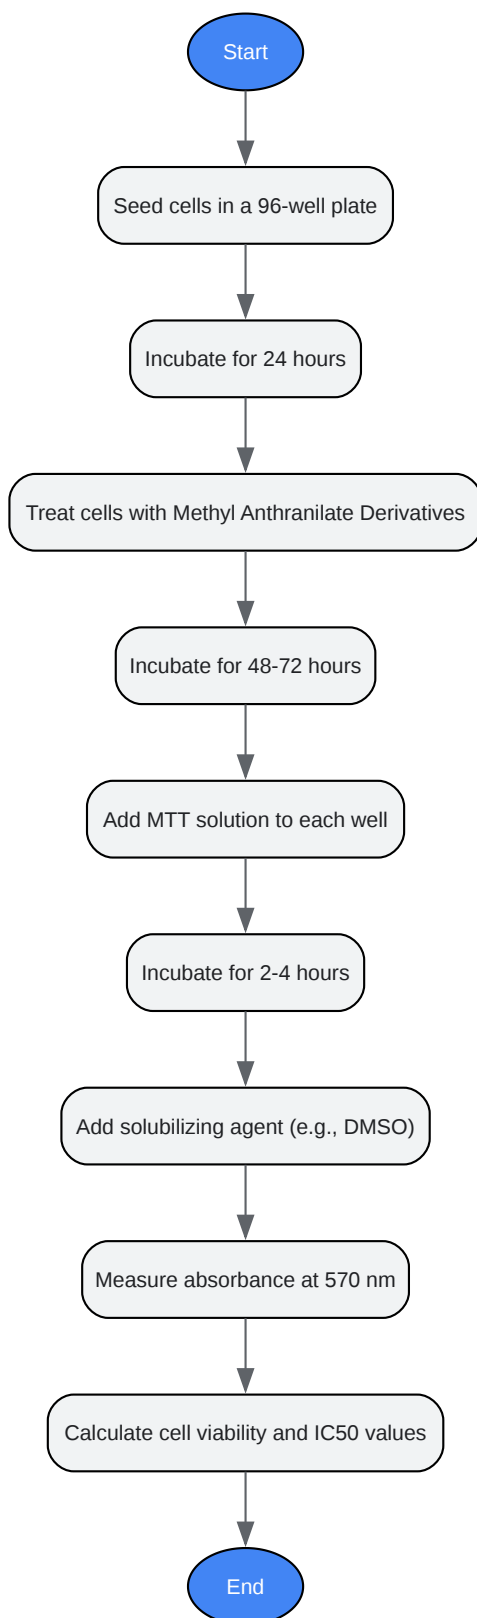 Start
Seed cells in a 96-well plate
Incubate for 24 hours
Treat cells with Methyl Anthranilate Derivatives
Incubate for 48-72 hours
Add MTT solution to each well
Incubate for 2-4 hours
Add solubilizing agent (e.g., DMSO)
Measure absorbance at 570 nm
Calculate cell viability and IC50 values
End